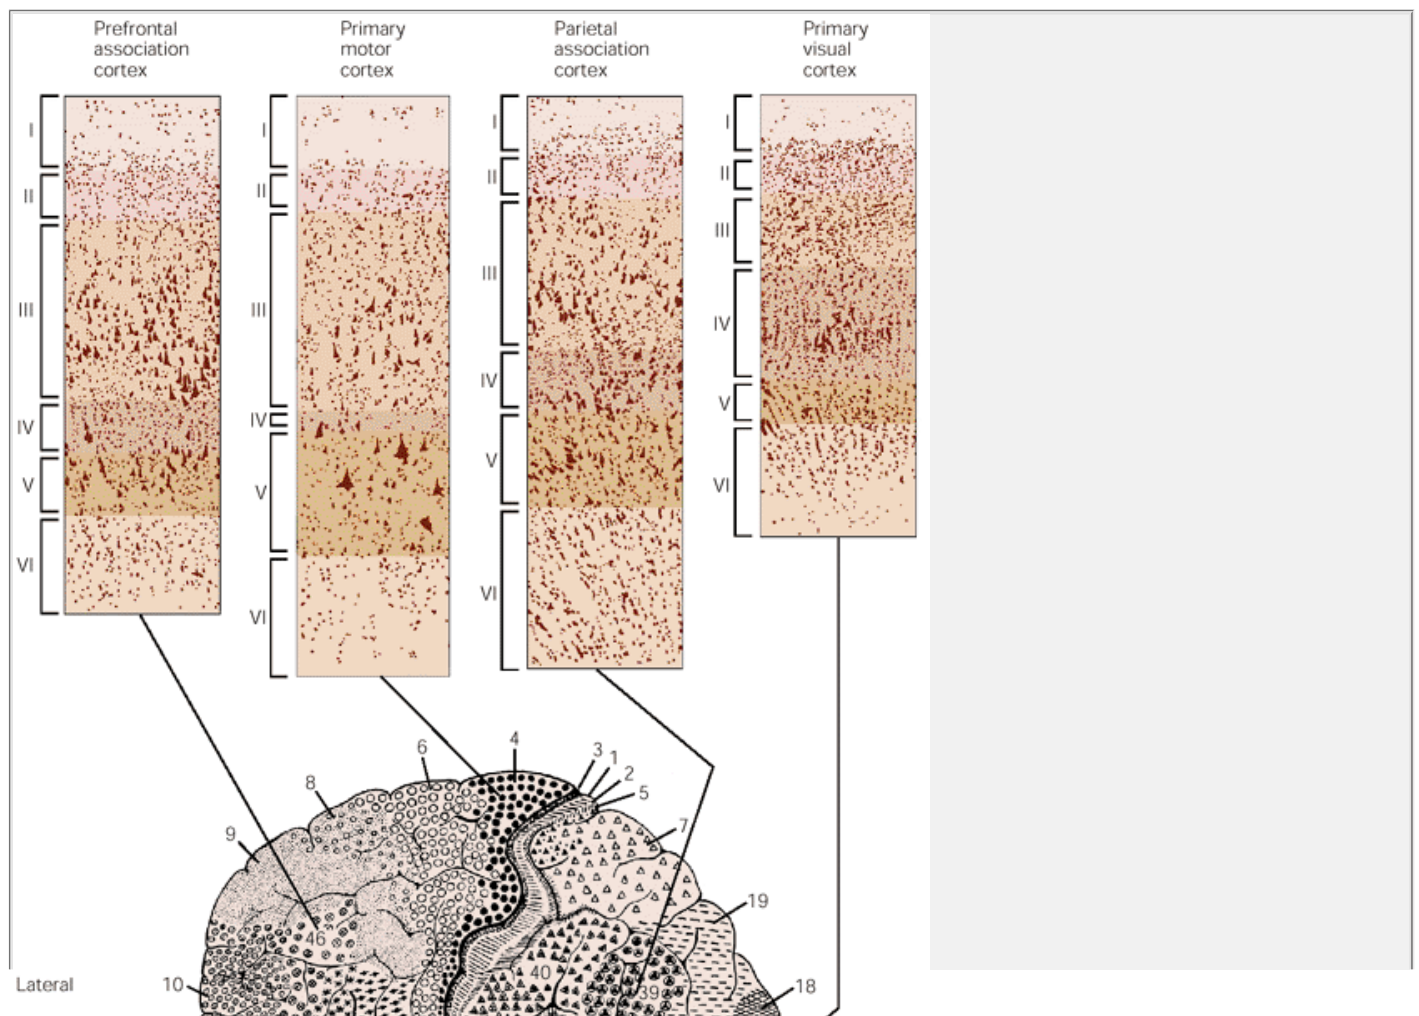 Prefrontal
association
cortex
Primary
motor
cortex
Parietal
association
cortex
Primary
visual
cortex
I
II
III
IV
V
VI
I
II
III
IV
V
VI
I
II
III
IV
V
VI
I
II
III
IV
V
VI
4
6
3
1
2
5
8
9
7
19
46
40
39
10
18
Lateral